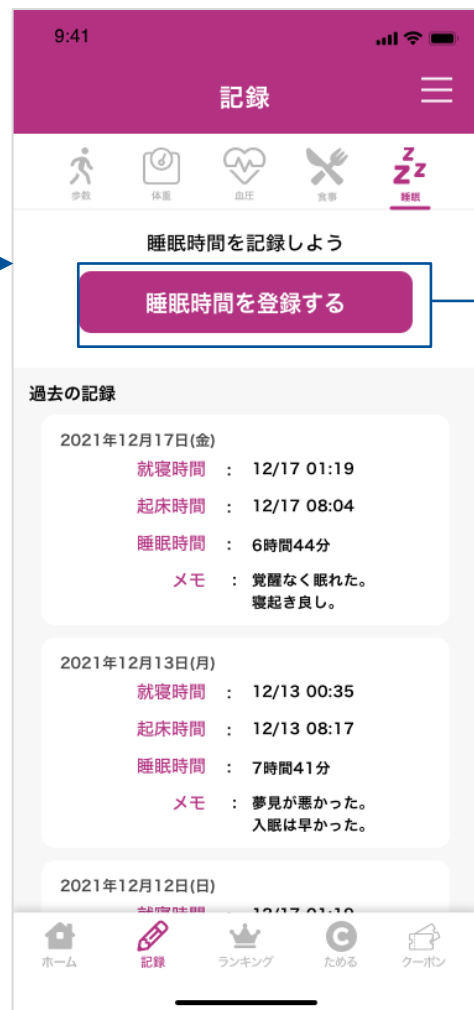 9:41
記録
歩数 体重 血圧 食事 睡眠
睡眠時間を記録しよう
睡眠時間を登録する
過去の記録
2021年12月17日(金)
就寝時間 : 12/17 01:19
起床時間 : 12/17 08:04
睡眠時間 : 6時間44分
メモ : 覚醒なく眠れた。
寝起き良し。
2021年12月13日(月)
就寝時間 : 12/13 00:35
起床時間 : 12/13 08:17
睡眠時間 : 7時間41分
メモ : 夢見が悪かった。
入眠は早かった。
2021年12月12日(日)
就寝時間 : 12/17 01:19
ホーム 記録 ランキング ためる クーポン